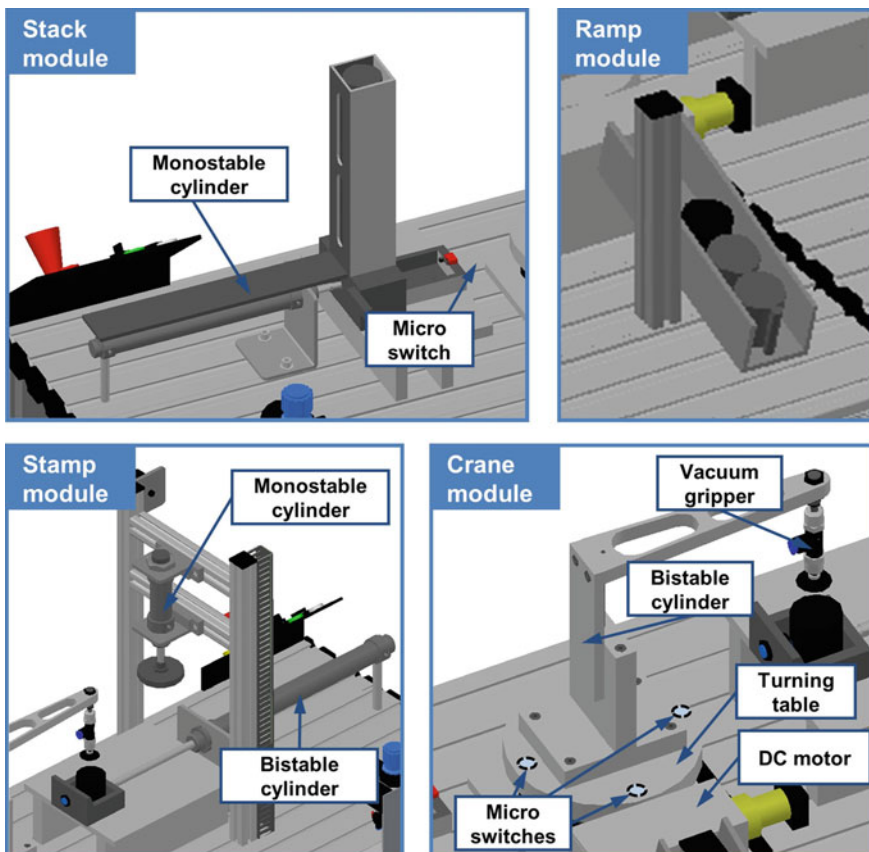 Stack
module
Monostable
cylinder
Micro
switch
Ramp
module
Stamp
module
Monostable
cylinder
Bistable
cylinder
Crane
module
Vacuum
gripper
Bistable
cylinder
Turning
table
DC motor
Micro
switches